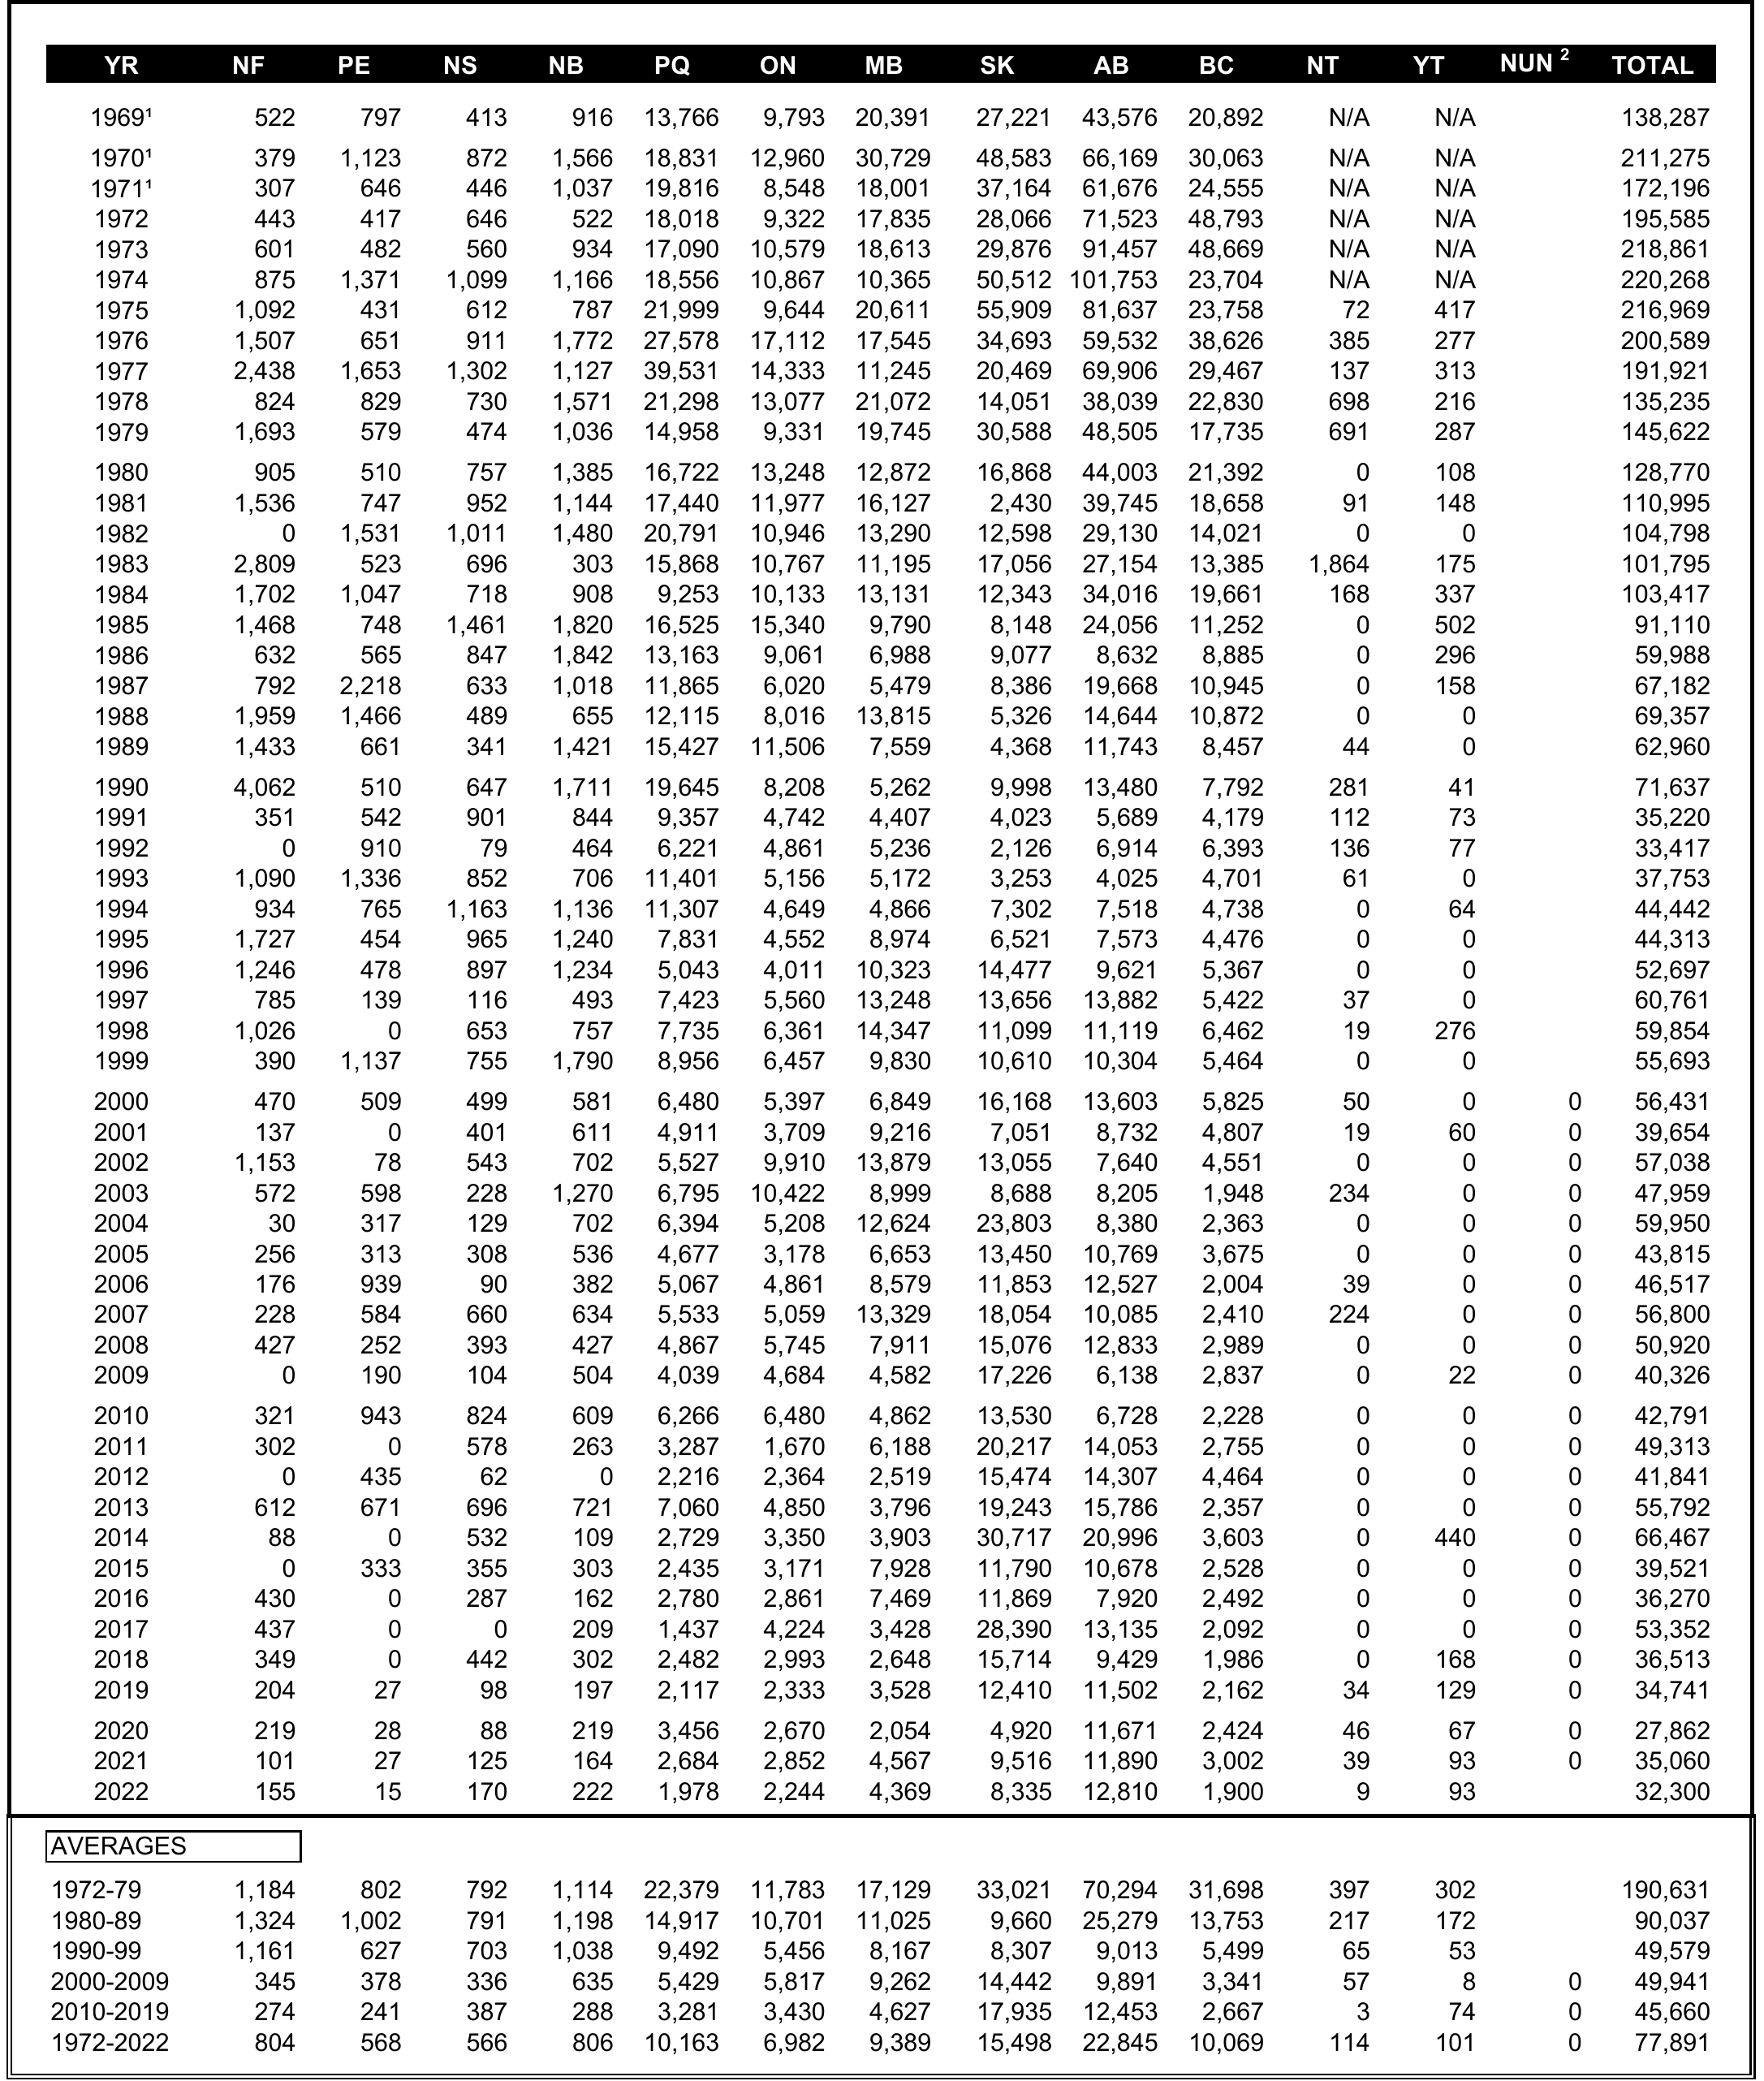 YR NF PE NS NB PQ ON MB SK AB BC NT YT NUN ² TOTAL
1969¹ 522 797 413 916 13,766 9,793 20,391 27,221 43,576 20,892 N/A N/A 138,287
1970¹ 379 1,123 872 1,566 18,831 12,960 30,729 48,583 66,169 30,063 N/A N/A 211,275
1971¹ 307 646 446 1,037 19,816 8,548 18,001 37,164 61,676 24,555 N/A N/A 172,196
1972 443 417 646 522 18,018 9,322 17,835 28,066 71,523 48,793 N/A N/A 195,585
1973 601 482 560 934 17,090 10,579 18,613 29,876 91,457 48,669 N/A N/A 218,861
1974 875 1,371 1,099 1,166 18,556 10,867 10,365 50,512 101,753 23,704 N/A N/A 220,268
1975 1,092 431 612 787 21,999 9,644 20,611 55,909 81,637 23,758 72 417 216,969
1976 1,507 651 911 1,772 27,578 17,112 17,545 34,693 59,532 38,626 385 277 200,589
1977 2,438 1,653 1,302 1,127 39,531 14,333 11,245 20,469 69,906 29,467 137 313 191,921
1978 824 829 730 1,571 21,298 13,077 21,072 14,051 38,039 22,830 698 216 135,235
1979 1,693 579 474 1,036 14,958 9,331 19,745 30,588 48,505 17,735 691 287 145,622
1980 905 510 757 1,385 16,722 13,248 12,872 16,868 44,003 21,392 0 108 128,770
1981 1,536 747 952 1,144 17,440 11,977 16,127 2,430 39,745 18,658 91 148 110,995
1982 0 1,531 1,011 1,480 20,791 10,946 13,290 12,598 29,130 14,021 0 0 104,798
1983 2,809 523 696 303 15,868 10,767 11,195 17,056 27,154 13,385 1,864 175 101,795
1984 1,702 1,047 718 908 9,253 10,133 13,131 12,343 34,016 19,661 168 337 103,417
1985 1,468 748 1,461 1,820 16,525 15,340 9,790 8,148 24,056 11,252 0 502 91,110
1986 632 565 847 1,842 13,163 9,061 6,988 9,077 8,632 8,885 0 296 59,988
1987 792 2,218 633 1,018 11,865 6,020 5,479 8,386 19,668 10,945 0 158 67,182
1988 1,959 1,466 489 655 12,115 8,016 13,815 5,326 14,644 10,872 0 0 69,357
1989 1,433 661 341 1,421 15,427 11,506 7,559 4,368 11,743 8,457 44 0 62,960
1990 4,062 510 647 1,711 19,645 8,208 5,262 9,998 13,480 7,792 281 41 71,637
1991 351 542 901 844 9,357 4,742 4,407 4,023 5,689 4,179 112 73 35,220
1992 0 910 79 464 6,221 4,861 5,236 2,126 6,914 6,393 136 77 33,417
1993 1,090 1,336 852 706 11,401 5,156 5,172 3,253 4,025 4,701 61 0 37,753
1994 934 765 1,163 1,136 11,307 4,649 4,866 7,302 7,518 4,738 0 64 44,442
1995 1,727 454 965 1,240 7,831 4,552 8,974 6,521 7,573 4,476 0 0 44,313
1996 1,246 478 897 1,234 5,043 4,011 10,323 14,477 9,621 5,367 0 0 52,697
1997 785 139 116 493 7,423 5,560 13,248 13,656 13,882 5,422 37 0 60,761
1998 1,026 0 653 757 7,735 6,361 14,347 11,099 11,119 6,462 19 276 59,854
1999 390 1,137 755 1,790 8,956 6,457 9,830 10,610 10,304 5,464 0 0 55,693
2000 470 509 499 581 6,480 5,397 6,849 16,168 13,603 5,825 50 0 0 56,431
2001 137 0 401 611 4,911 3,709 9,216 7,051 8,732 4,807 19 60 0 39,654
2002 1,153 78 543 702 5,527 9,910 13,879 13,055 7,640 4,551 0 0 0 57,038
2003 572 598 228 1,270 6,795 10,422 8,999 8,688 8,205 1,948 234 0 0 47,959
2004 30 317 129 702 6,394 5,208 12,624 23,803 8,380 2,363 0 0 0 59,950
2005 256 313 308 536 4,677 3,178 6,653 13,450 10,769 3,675 0 0 0 43,815
2006 176 939 90 382 5,067 4,861 8,579 11,853 12,527 2,004 39 0 0 46,517
2007 228 584 660 634 5,533 5,059 13,329 18,054 10,085 2,410 224 0 0 56,800
2008 427 252 393 427 4,867 5,745 7,911 15,076 12,833 2,989 0 0 0 50,920
2009 0 190 104 504 4,039 4,684 4,582 17,226 6,138 2,837 0 22 0 40,326
2010 321 943 824 609 6,266 6,480 4,862 13,530 6,728 2,228 0 0 0 42,791
2011 302 0 578 263 3,287 1,670 6,188 20,217 14,053 2,755 0 0 0 49,313
2012 0 435 62 0 2,216 2,364 2,519 15,474 14,307 4,464 0 0 0 41,841
2013 612 671 696 721 7,060 4,850 3,796 19,243 15,786 2,357 0 0 0 55,792
2014 88 0 532 109 2,729 3,350 3,903 30,717 20,996 3,603 0 440 0 66,467
2015 0 333 355 303 2,435 3,171 7,928 11,790 10,678 2,528 0 0 0 39,521
2016 430 0 287 162 2,780 2,861 7,469 11,869 7,920 2,492 0 0 0 36,270
2017 437 0 0 209 1,437 4,224 3,428 28,390 13,135 2,092 0 0 0 53,352
2018 349 0 442 302 2,482 2,993 2,648 15,714 9,429 1,986 0 168 0 36,513
2019 204 27 98 197 2,117 2,333 3,528 12,410 11,502 2,162 34 129 0 34,741
2020 219 28 88 219 3,456 2,670 2,054 4,920 11,671 2,424 46 67 0 27,862
2021 101 27 125 164 2,684 2,852 4,567 9,516 11,890 3,002 39 93 0 35,060
2022 155 15 170 222 1,978 2,244 4,369 8,335 12,810 1,900 9 93 32,300
AVERAGES
1972-79 1,184 802 792 1,114 22,379 11,783 17,129 33,021 70,294 31,698 397 302 190,631
1980-89 1,324 1,002 791 1,198 14,917 10,701 11,025 9,660 25,279 13,753 217 172 90,037
1990-99 1,161 627 703 1,038 9,492 5,456 8,167 8,307 9,013 5,499 65 53 49,579
2000-2009 345 378 336 635 5,429 5,817 9,262 14,442 9,891 3,341 57 8 0 49,941
2010-2019 274 241 387 288 3,281 3,430 4,627 17,935 12,453 2,667 3 74 0 45,660
1972-2022 804 568 566 806 10,163 6,982 9,389 15,498 22,845 10,069 114 101 0 77,891